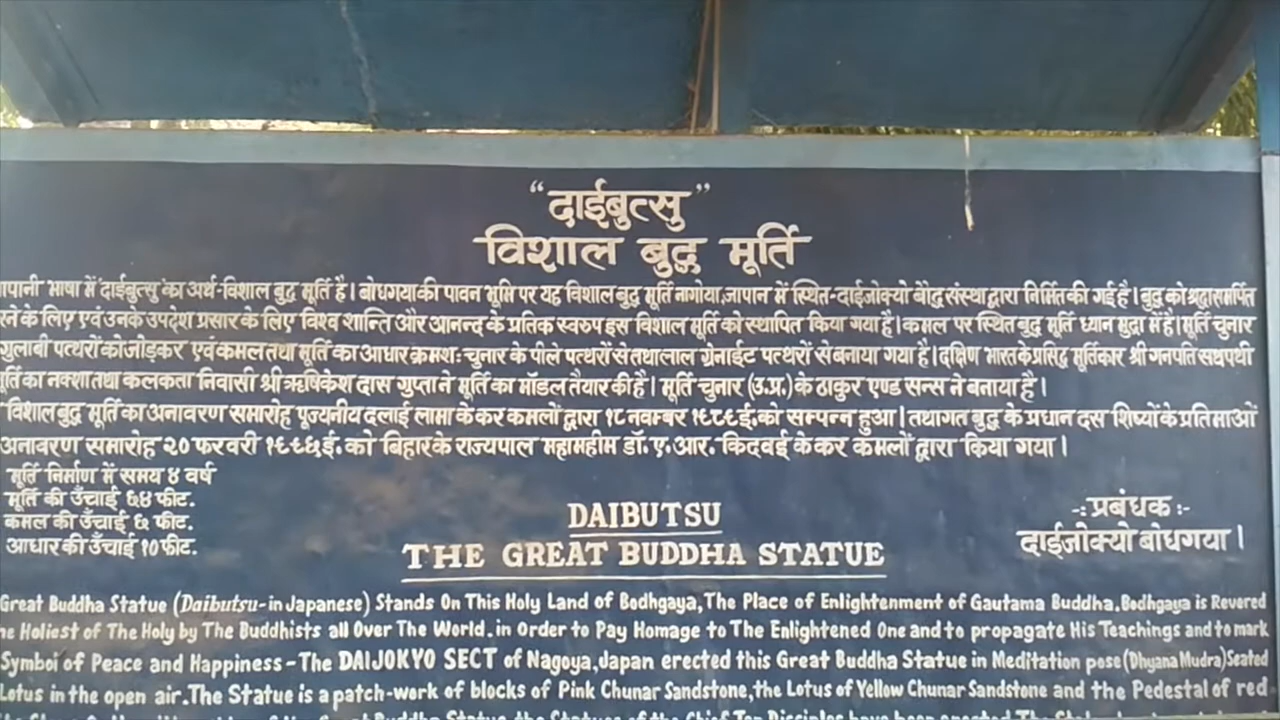 “दाईबुत्सु”
विशाल बुद्ध मूर्ति
भाषा में 'दाईबुत्सु' का अर्थ-विशाल बुद्ध मूर्ति है। बोधगया की पावन भूमि पर यह विशाल बुद्ध मूर्ति नागोया,जापान में स्थित-दाईजोक्यो बौद्ध संस्था द्वारा निर्मित की गई है। बुद्ध को श्रद्धा समर्पित
के लिए एवं उनके उपदेश प्रसार के लिए विश्व शान्ति और आनन्द के प्रतिक स्वरुप इस विशाल मूर्ति को स्थापित किया गया है। कमल पर स्थित बुद्ध मूर्ति ध्यान मुद्रा में है। मूर्ति चुनार
गुलाबी पत्थरों को जोड़कर एवं कमल तथा मूर्ति का आधार क्रमशः चुनार के पीले पत्थरों से तथा लाल ग्रेनाईट पत्थरों से बनाया गया है। दक्षिण भारत के प्रसिद्ध मूर्तिकार श्री गनपति सथपथी
का नक्शा तथा कलकता निवासी श्री ऋषिकेश दास गुप्ता ने मूर्ति का मॉडल तैयार की है। मूर्ति चुनार (उ.प्र.) के ठाकुर एण्ड सन्स ने बनाया है।
विशाल बुद्ध मूर्ति का अनावरण समारोह पूज्यनीय दलाई लामा के कर कमलों द्वारा १८ नवम्बर १९८९ई. को सम्पन्न हुआ। तथागत बुद्ध के प्रधान दस शिष्यों के प्रतिमाओं
अनावरण समारोह २० फरवरी १९९६ई. को बिहार के राज्यपाल महामहीम डॉ. ए. आर. किदवई के कर कमलों द्वारा किया गया।
मूर्ति निर्माण में समय ४ वर्ष
मूर्ति की उँचाई ६४ फीट.
कमल की उँचाई ६ फीट.
आधार की उँचाई १० फीट.
-: प्रबंधक :-
दाईजोक्यो बोधगया।
DAIBUTSU
THE GREAT BUDDHA STATUE
Great Buddha Statue (Daibutsu-in Japanese) Stands On This Holy Land of Bodhgaya, The Place of Enlightenment of Gautama Buddha. Bodhgaya is Revered
Holiest of The Holy by The Buddhists all Over The World. in Order to Pay Homage to The Enlightened One and to propagate His Teachings and to mark
Symbol of Peace and Happiness - The DAIJOKYO SECT of Nagoya, Japan erected this Great Buddha Statue in Meditation pose (Dhyana Mudra) Seated
Lotus in the open air. The Statue is a patch-work of blocks of Pink Chunar Sandstone, the Lotus of Yellow Chunar Sandstone and the Pedestal of red